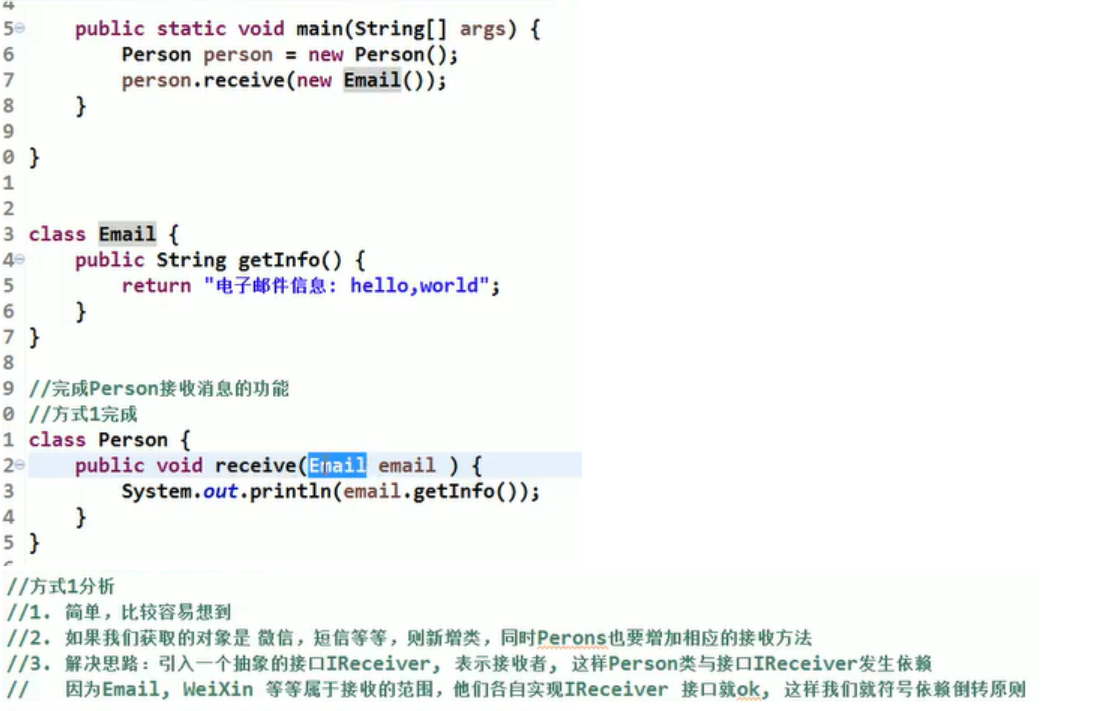 4
5 public static void main(String[] args) {
6 Person person = new Person();
7 person.receive(new Email());
8 }
9
0 }
1
2
3 class Email {
4 public String getInfo() {
5 return "电子邮件信息: hello,world";
6 }
7 }
8
9 //完成Person接收消息的功能
0 //方式1完成
1 class Person {
2 public void receive(Email email ) {
3 System.out.println(email.getInfo());
4 }
5 }
//方式1分析
//1. 简单，比较容易想到
//2. 如果我们获取的对象是 微信，短信等等，则新增类，同时Perons也要增加相应的接收方法
//3. 解决思路：引入一个抽象的接口IReceiver, 表示接收者, 这样Person类与接口IReceiver发生依赖
// 因为Email, WeiXin 等等属于接收的范围，他们各自实现IReceiver 接口就ok, 这样我们就符号依赖倒转原则